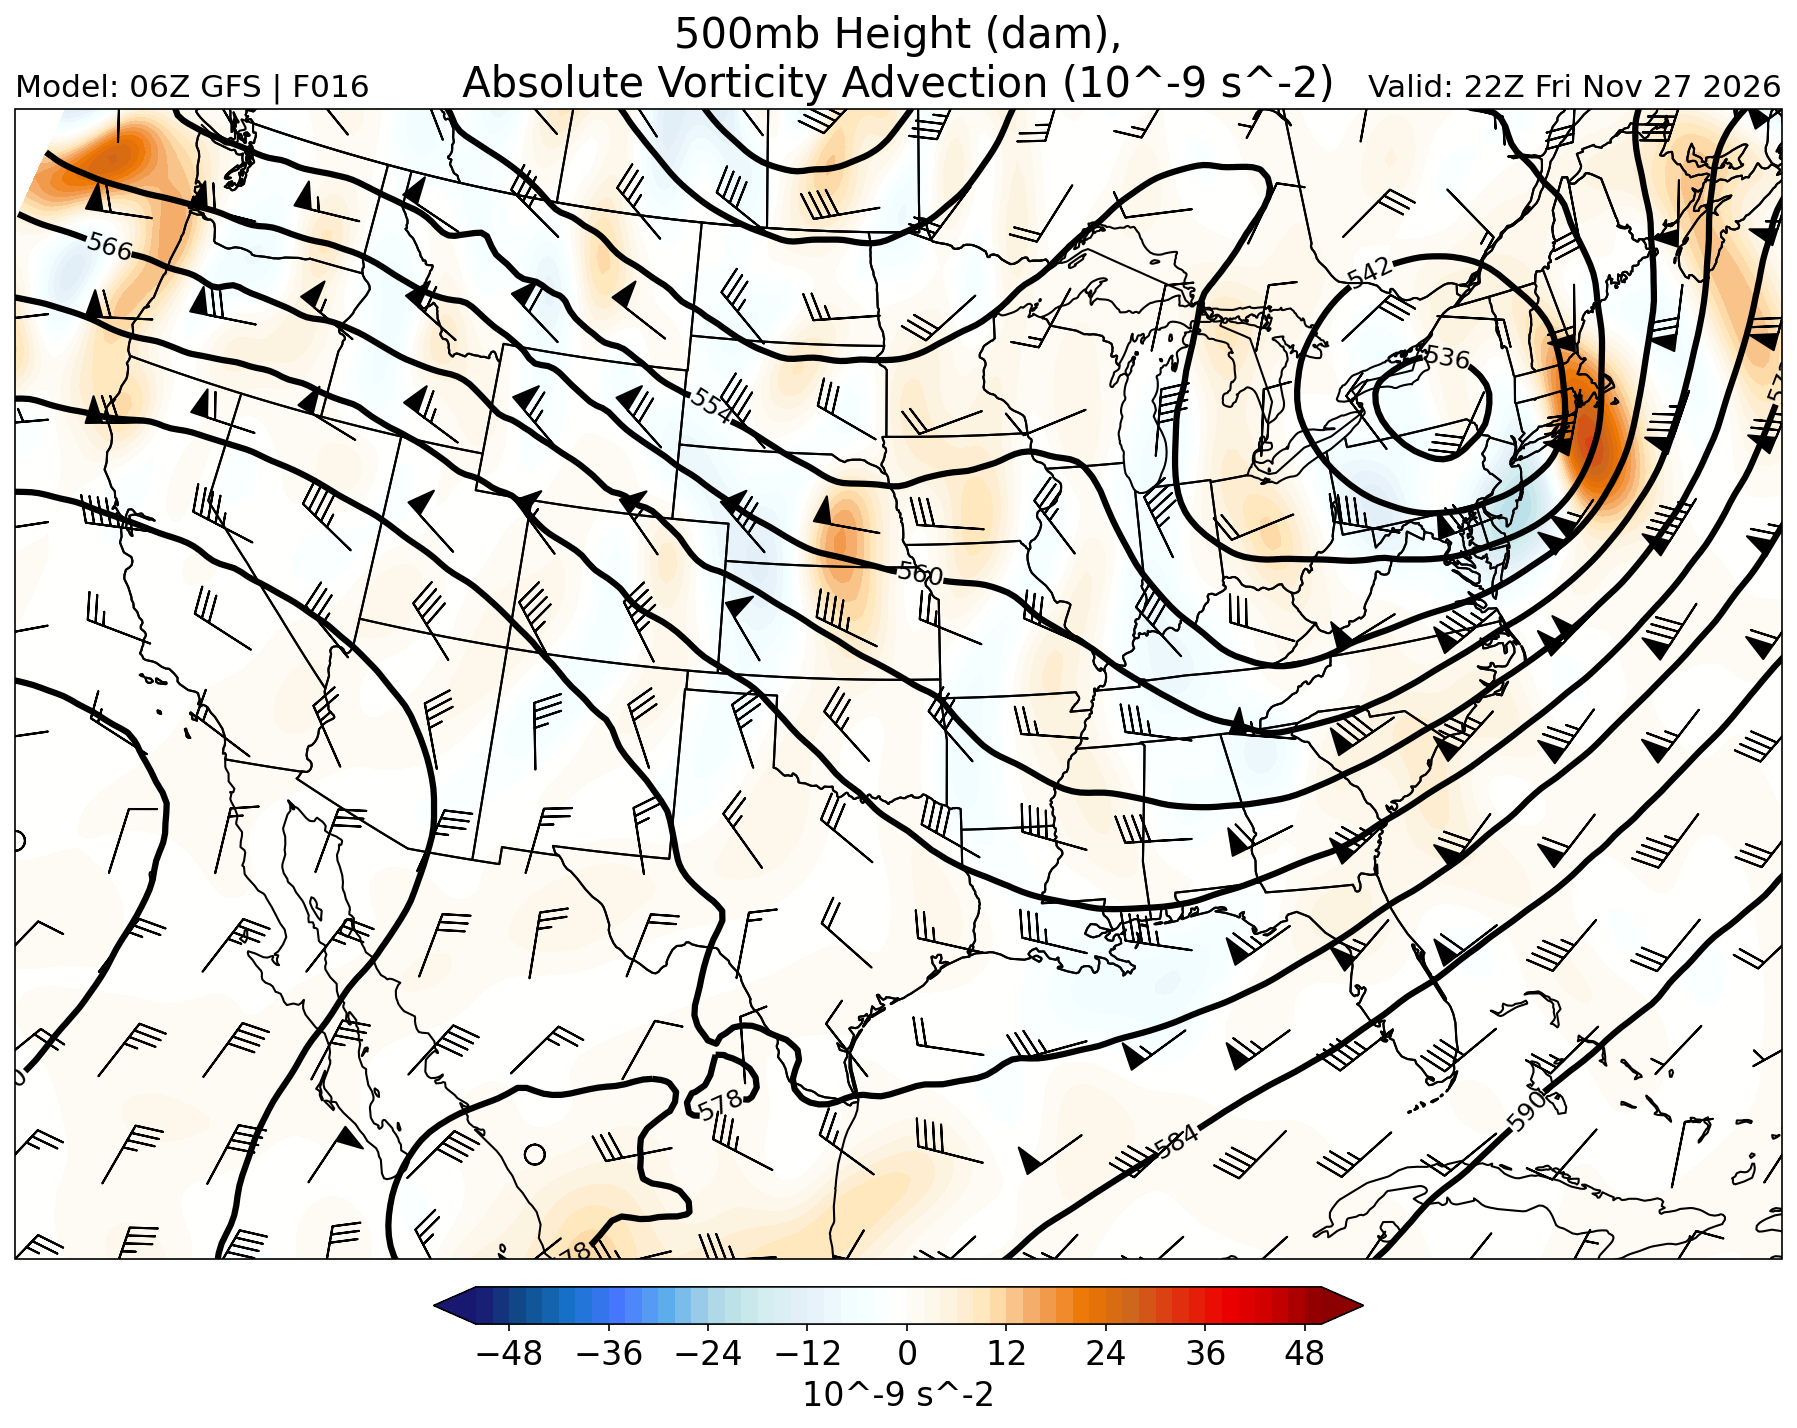 500mb Height (dam),
Model: 06Z GFS | F016
Absolute Vorticity Advection (10^-9 s^-2)
Valid: 22Z Fri Nov 27 2026
566
542
536
554
560
578
584
590
−48 −36 −24 −12 0 12 24 36 48
10^-9 s^-2